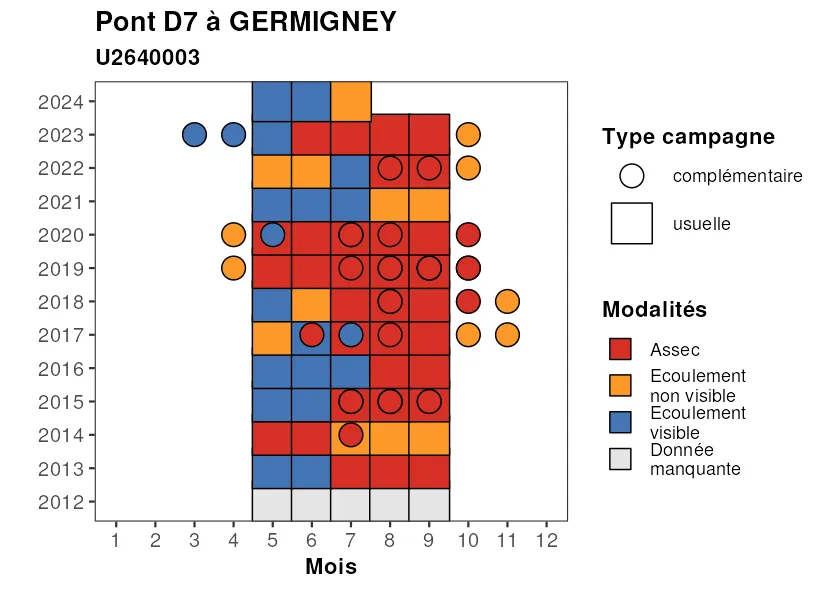 Pont D7 à GERMIGNEY
U2640003
2024
2023
2022
2021
2020
2019
2018
2017
2016
2015
2014
2013
2012
1 2 3 4 5 6 7 8 9 10 11 12
Mois
Type campagne
complémentaire
usuelle
Modalités
Assec
Ecoulement
non visible
Ecoulement
visible
Donnée
manquante